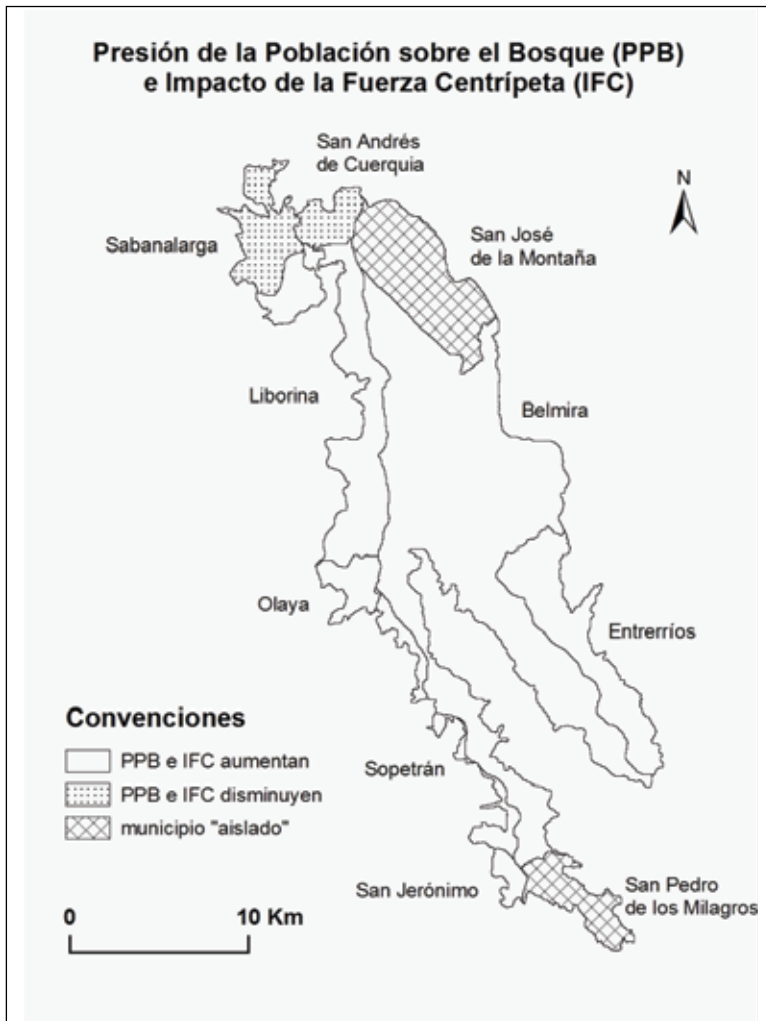 Presión de la Población sobre el Bosque (PPB)
e Impacto de la Fuerza Centrípeta (IFC)
San Andrés
de Cuerquia
N
Sabanalarga
San José
de la Montaña
Liborina
Belmira
Olaya
Entrerríos
Convenciones
PPB e IFC aumentan
PPB e IFC disminuyen
municipio "aislado"
Sopetrán
San Jerónimo
San Pedro
de los Milagros
0 10 Km